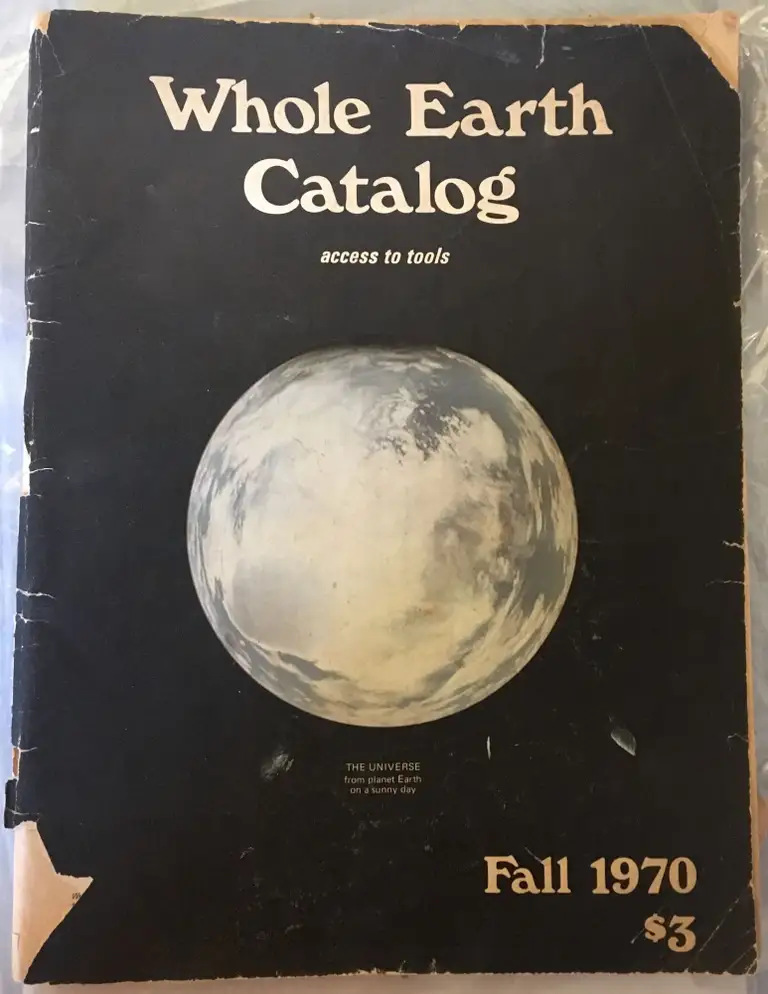 Whole Earth
Catalog
access to tools
THE UNIVERSE
from planet Earth
on a sunny day
Fall 1970
$3